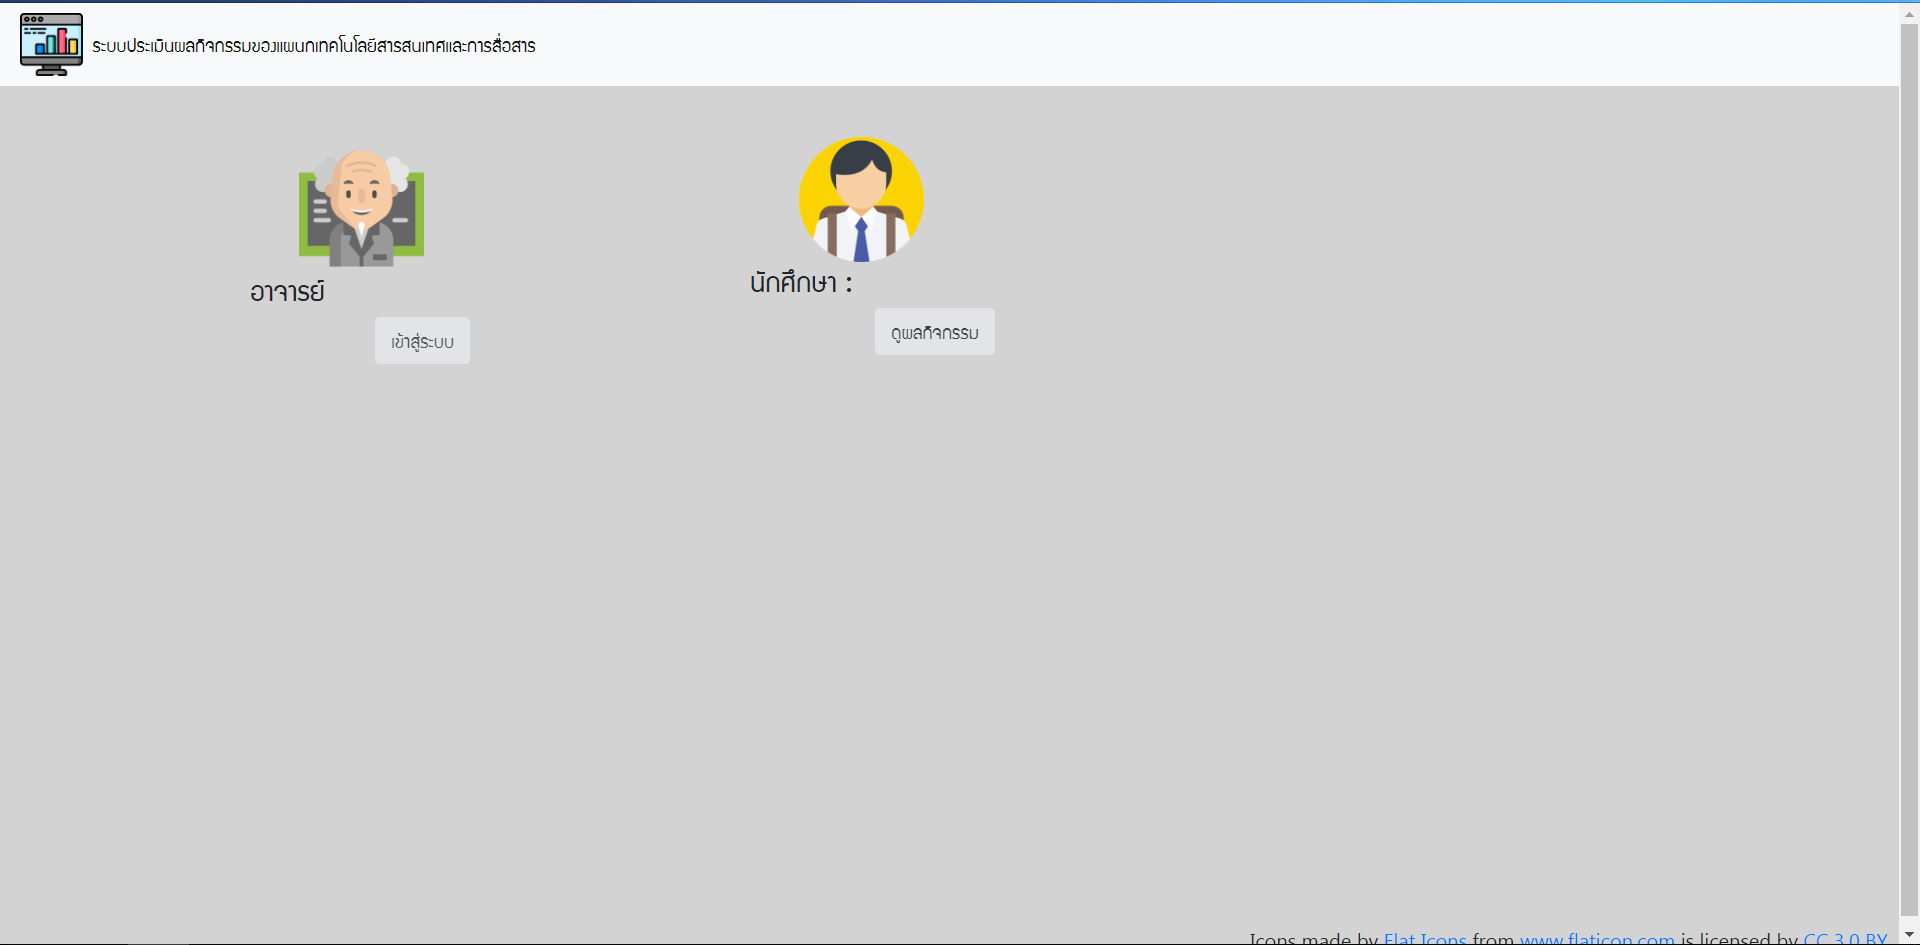 ระบบประเมินผลกิจกรรมของแผนกเทคโนโลยีสารสนเทศและการสื่อสาร
อาจารย์
เข้าสู่ระบบ
นักศึกษา :
ดูผลกิจกรรม
Icons made by Flat Icons from www.flaticon.com is licensed by CC 3.0 BY